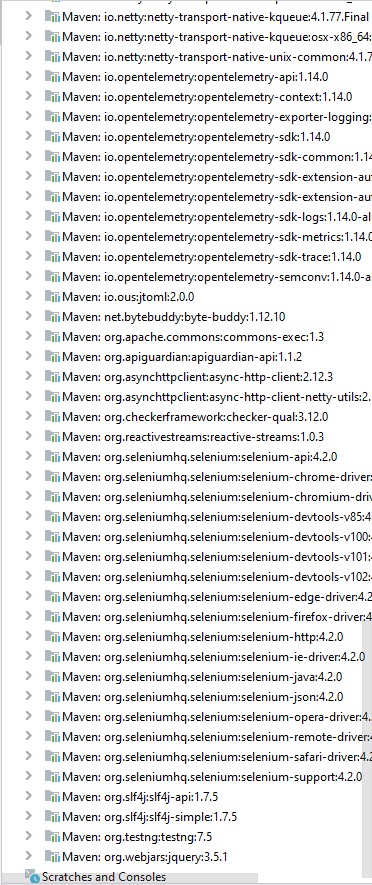 Maven: io.netty:netty-transport-native-kqueue:4.1.77.Final
Maven: io.netty:netty-transport-native-kqueue:osx-x86_64:
Maven: io.netty:netty-transport-native-unix-common:4.1.7
Maven: io.opentelemetry:opentelemetry-api:1.14.0
Maven: io.opentelemetry:opentelemetry-context:1.14.0
Maven: io.opentelemetry:opentelemetry-exporter-logging:
Maven: io.opentelemetry:opentelemetry-sdk:1.14.0
Maven: io.opentelemetry:opentelemetry-sdk-common:1.14
Maven: io.opentelemetry:opentelemetry-sdk-extension-au
Maven: io.opentelemetry:opentelemetry-sdk-extension-au
Maven: io.opentelemetry:opentelemetry-sdk-logs:1.14.0-al
Maven: io.opentelemetry:opentelemetry-sdk-metrics:1.14.0
Maven: io.opentelemetry:opentelemetry-sdk-trace:1.14.0
Maven: io.opentelemetry:opentelemetry-semconv:1.14.0-a
Maven: io.ous:jtoml:2.0.0
Maven: net.bytebuddy:byte-buddy:1.12.10
Maven: org.apache.commons:commons-exec:1.3
Maven: org.apiguardian:apiguardian-api:1.1.2
Maven: org.asynchttpclient:async-http-client:2.12.3
Maven: org.asynchttpclient:async-http-client-netty-utils:2.
Maven: org.checkerframework:checker-qual:3.12.0
Maven: org.reactivestreams:reactive-streams:1.0.3
Maven: org.seleniumhq.selenium:selenium-api:4.2.0
Maven: org.seleniumhq.selenium:selenium-chrome-driver:
Maven: org.seleniumhq.selenium:selenium-chromium-driv
Maven: org.seleniumhq.selenium:selenium-devtools-v85:4
Maven: org.seleniumhq.selenium:selenium-devtools-v100:
Maven: org.seleniumhq.selenium:selenium-devtools-v101:
Maven: org.seleniumhq.selenium:selenium-devtools-v102:
Maven: org.seleniumhq.selenium:selenium-edge-driver:4.2
Maven: org.seleniumhq.selenium:selenium-firefox-driver:4
Maven: org.seleniumhq.selenium:selenium-http:4.2.0
Maven: org.seleniumhq.selenium:selenium-ie-driver:4.2.0
Maven: org.seleniumhq.selenium:selenium-java:4.2.0
Maven: org.seleniumhq.selenium:selenium-json:4.2.0
Maven: org.seleniumhq.selenium:selenium-opera-driver:4.
Maven: org.seleniumhq.selenium:selenium-remote-driver:
Maven: org.seleniumhq.selenium:selenium-safari-driver:4.2
Maven: org.seleniumhq.selenium:selenium-support:4.2.0
Maven: org.slf4j:slf4j-api:1.7.5
Maven: org.slf4j:slf4j-simple:1.7.5
Maven: org.testng:testng:7.5
Maven: org.webjars:jquery:3.5.1
Scratches and Consoles